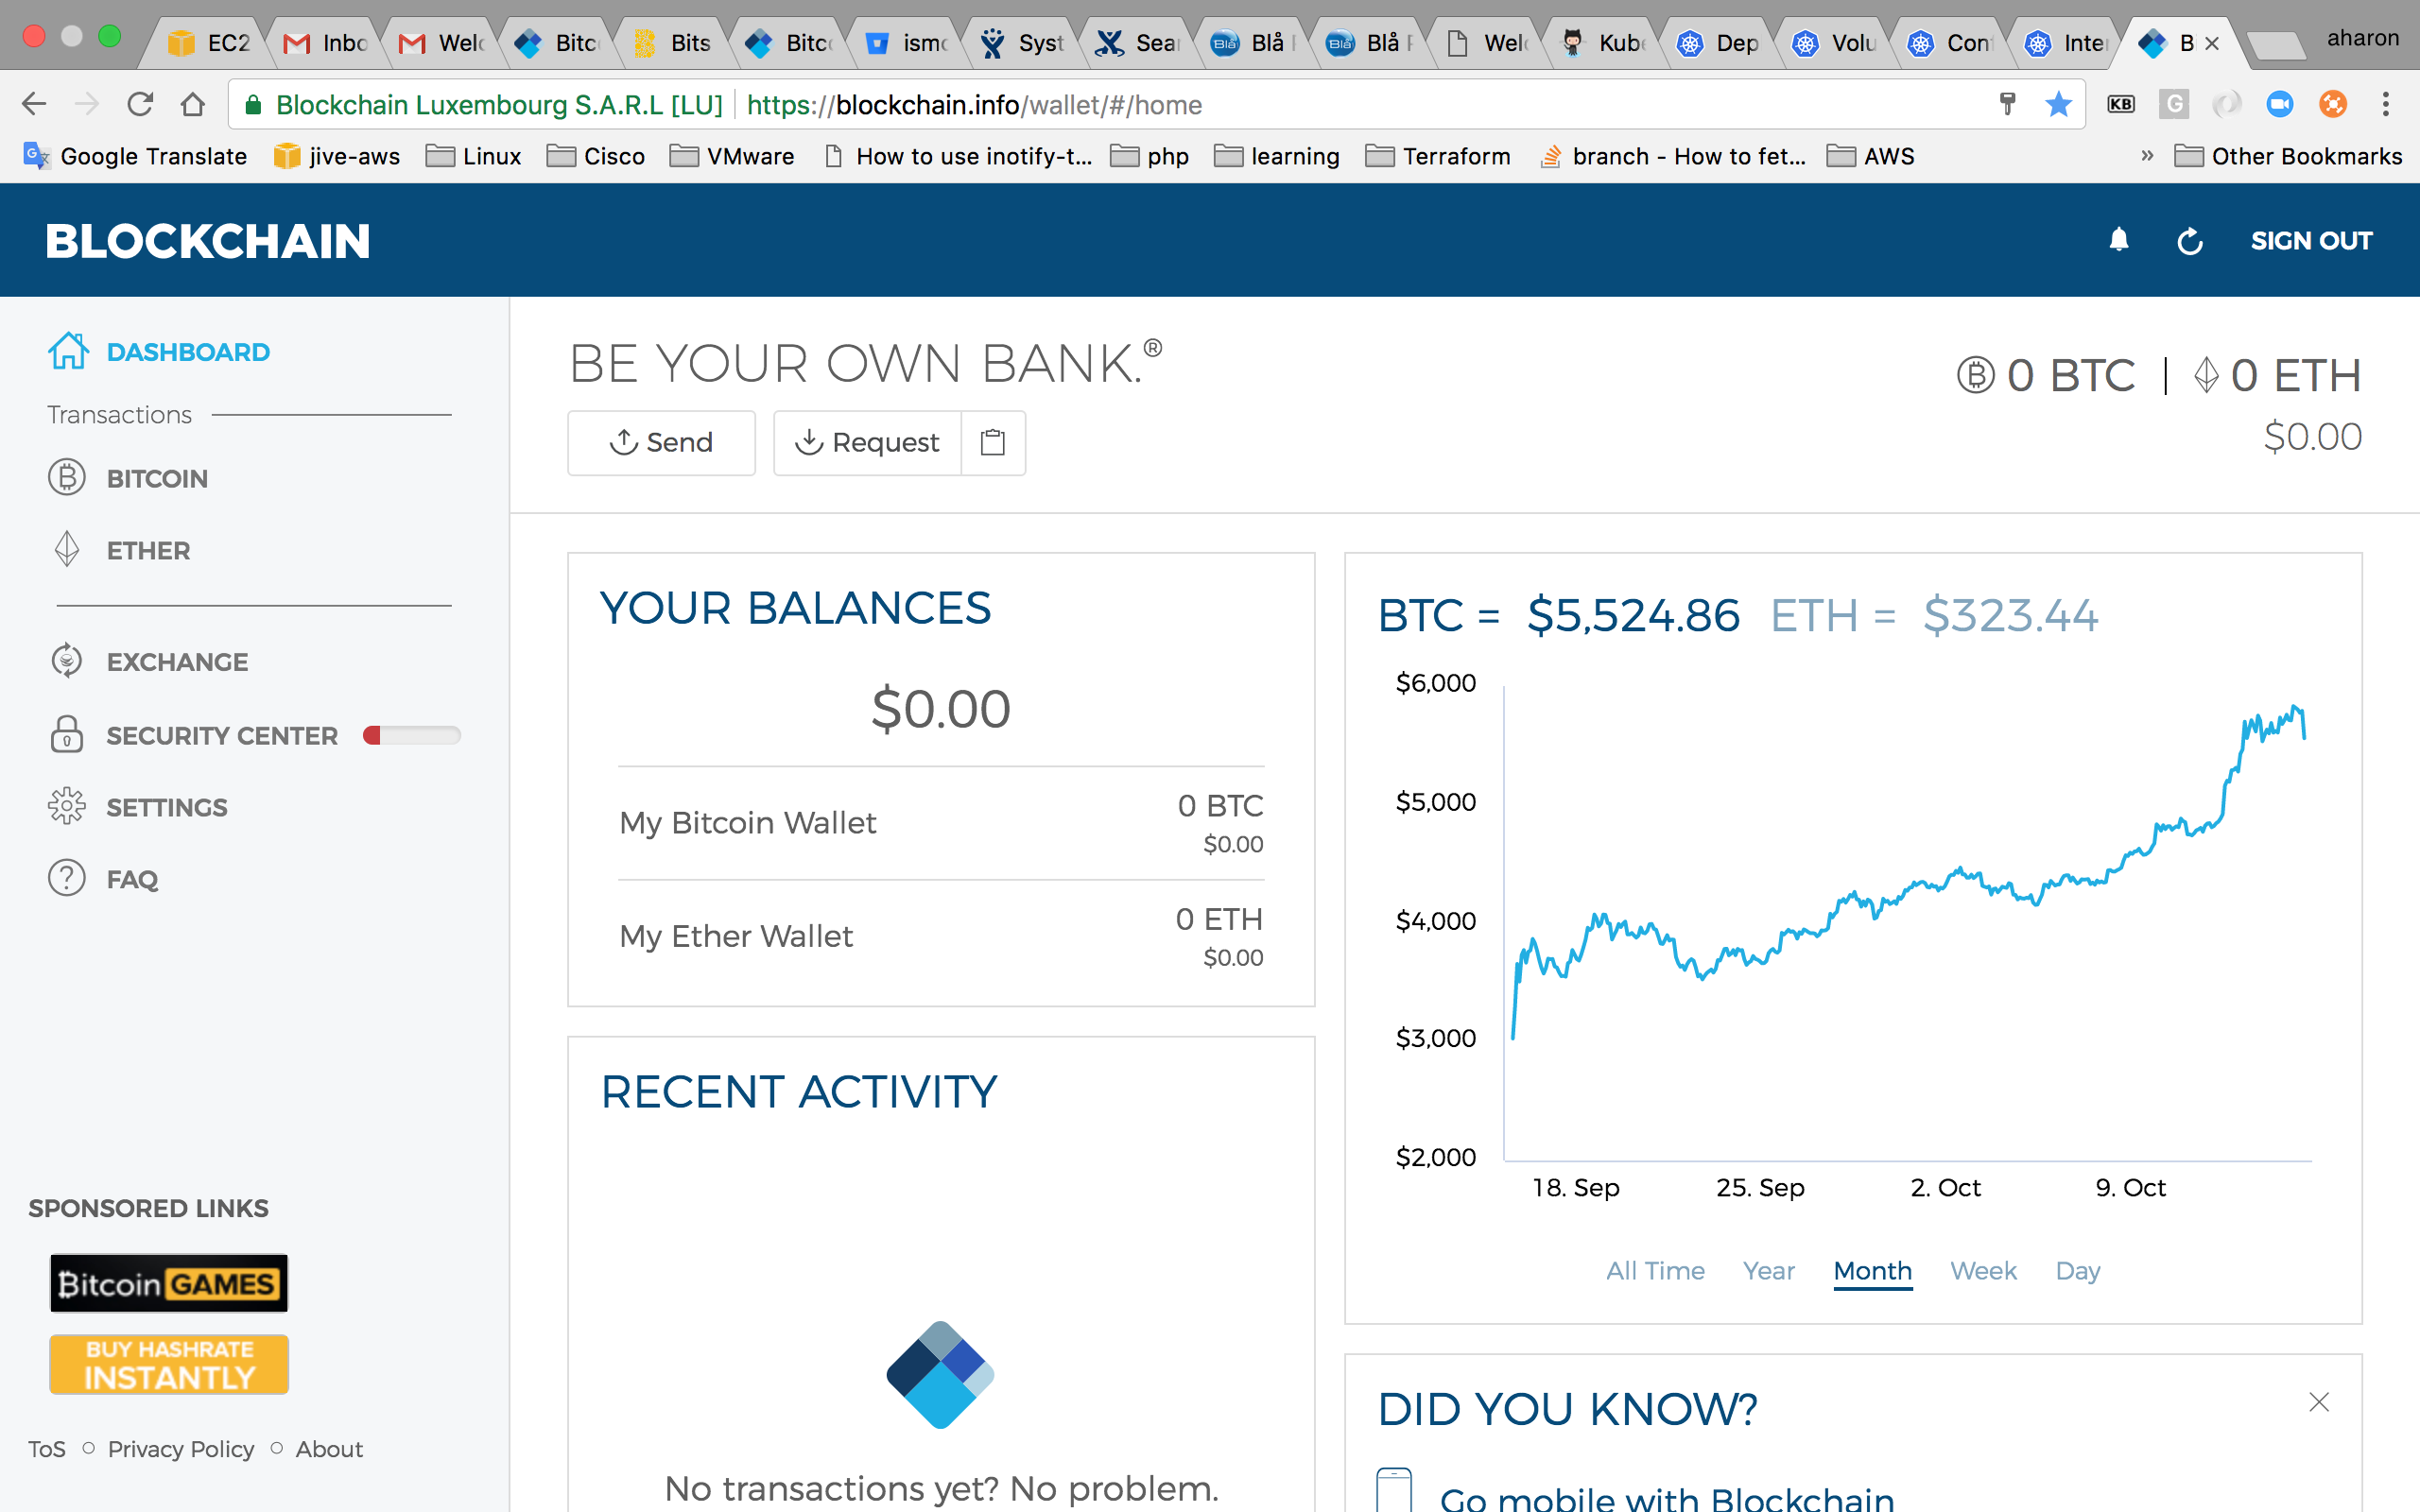 EC2
Inbo
Welc
Bitc
Bits
Bitc
ismo
Syst
Sear
Blå
Blå
Welc
Kube
Dep
Volu
Con
Inter
B
aharon
Blockchain Luxembourg S.A.R.L [LU]
https://blockchain.info/wallet/#/home
KB
G
Google Translate
jive-aws
Linux
Cisco
VMware
How to use inotify-t...
php
learning
Terraform
branch - How to fet...
AWS
» Other Bookmarks
BLOCKCHAIN
SIGN OUT
DASHBOARD
Transactions
BITCOIN
ETHER
EXCHANGE
SECURITY CENTER
SETTINGS
FAQ
SPONSORED LINKS
Bitcoin GAMES
BUY HASHRATE
INSTANTLY
ToS ○ Privacy Policy ○ About
BE YOUR OWN BANK.®
Send
Request
0 BTC | 0 ETH
$0.00
YOUR BALANCES
$0.00
My Bitcoin Wallet
0 BTC
$0.00
My Ether Wallet
0 ETH
$0.00
RECENT ACTIVITY
No transactions yet? No problem.
BTC = $5,524.86 ETH = $323.44
$6,000
$5,000
$4,000
$3,000
$2,000
18. Sep 25. Sep 2. Oct 9. Oct
All Time Year Month Week Day
DID YOU KNOW?
Go mobile with Blockchain